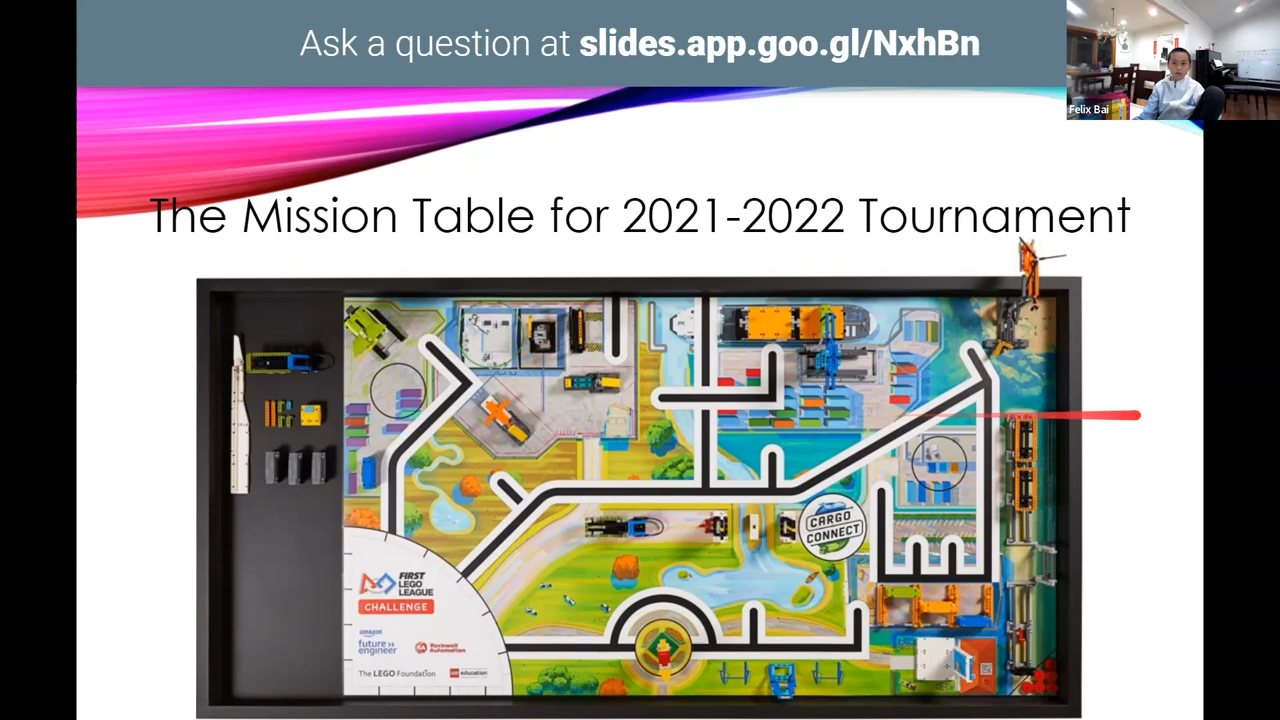 Ask a question at slides.app.goo.gl/NxhBn
Felix Bai
The Mission Table for 2021-2022 Tournament
CARGO
CONNECT
FIRST
LEGO
LEAGUE
CHALLENGE
amazon
future
engineer
Rockwell
Automation
The LEGO Foundation
education